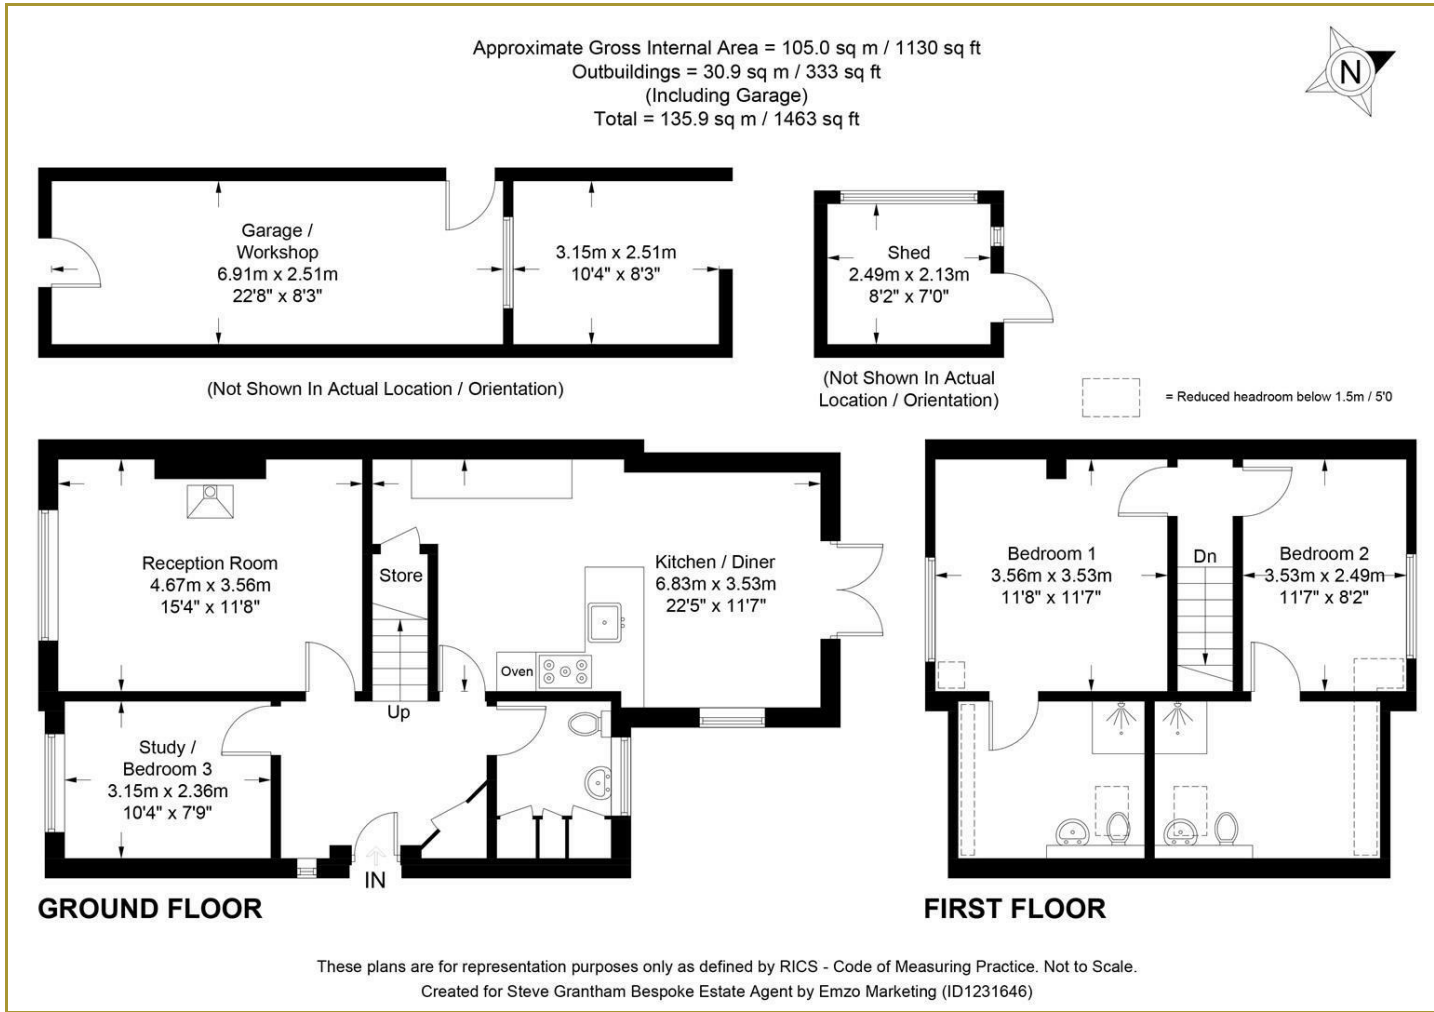 Approximate Gross Internal Area = 105.0 sq m / 1130 sq ft
Outbuildings = 30.9 sq m / 333 sq ft
(Including Garage)
Total = 135.9 sq m / 1463 sq ft
N
Garage /
Workshop
6.91m x 2.51m
22'8" x 8'3"
3.15m x 2.51m
10'4" x 8'3"
(Not Shown In Actual Location / Orientation)
Shed
2.49m x 2.13m
8'2" x 7'0"
(Not Shown In Actual
Location / Orientation)
= Reduced headroom below 1.5m / 5'0
Reception Room
4.67m x 3.56m
15'4" x 11'8"
Store
Up
Kitchen / Diner
6.83m x 3.53m
22'5" x 11'7"
Oven
Study /
Bedroom 3
3.15m x 2.36m
10'4" x 7'9"
IN
GROUND FLOOR
Bedroom 1
3.56m x 3.53m
11'8" x 11'7"
Dn
Bedroom 2
3.53m x 2.49m
11'7" x 8'2"
FIRST FLOOR
These plans are for representation purposes only as defined by RICS - Code of Measuring Practice. Not to Scale.
Created for Steve Grantham Bespoke Estate Agent by Emzo Marketing (ID1231646)